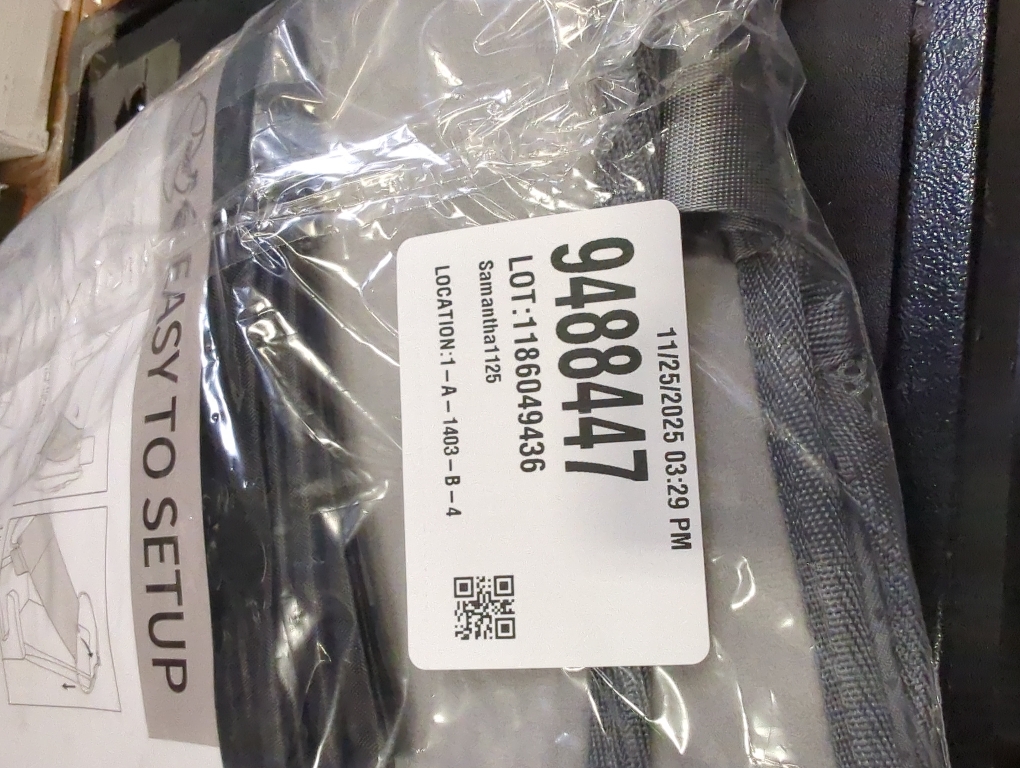 11/25/2025 03:29 PM
9488447
LOT:1186049436
Samantha1125
LOCATION:1-A-1403-B-4
EASY TO SETUP